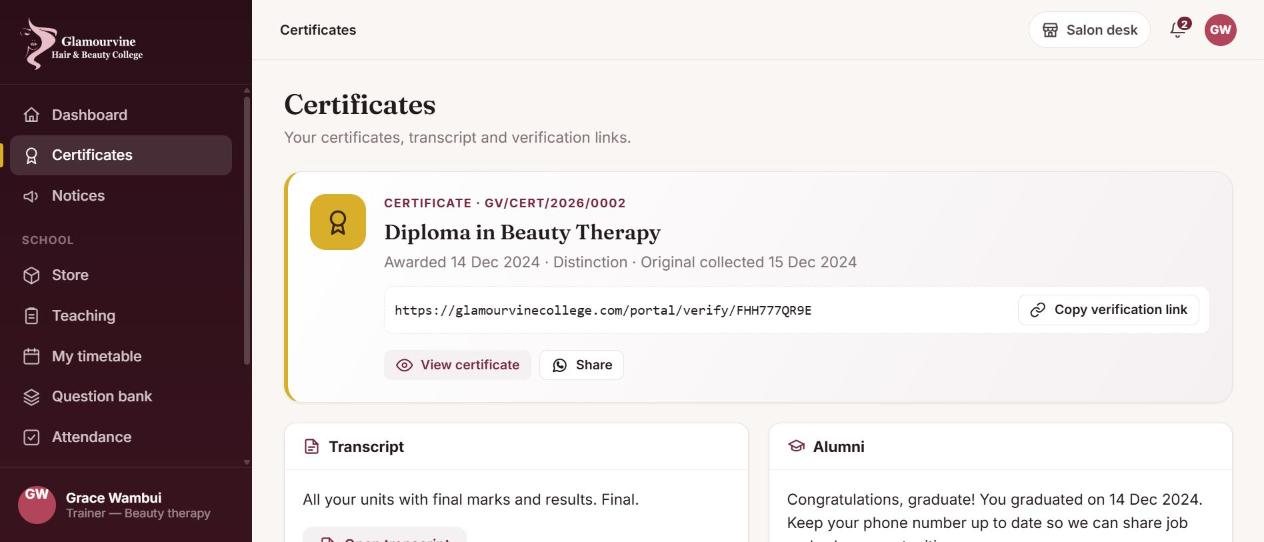 Glamourvine
Hair & Beauty College
Dashboard
Certificates
Notices
SCHOOL
Store
Teaching
My timetable
Question bank
Attendance
GW
Grace Wambui
Trainer — Beauty therapy
Certificates
Salon desk
2
GW
Certificates
Your certificates, transcript and verification links.
CERTIFICATE · GV/CERT/2026/0002
Diploma in Beauty Therapy
Awarded 14 Dec 2024 · Distinction · Original collected 15 Dec 2024
https://glamourvinecollege.com/portal/verify/FHH777QR9E
Copy verification link
View certificate
Share
Transcript
All your units with final marks and results. Final.
Alumni
Congratulations, graduate! You graduated on 14 Dec 2024.
Keep your phone number up to date so we can share job